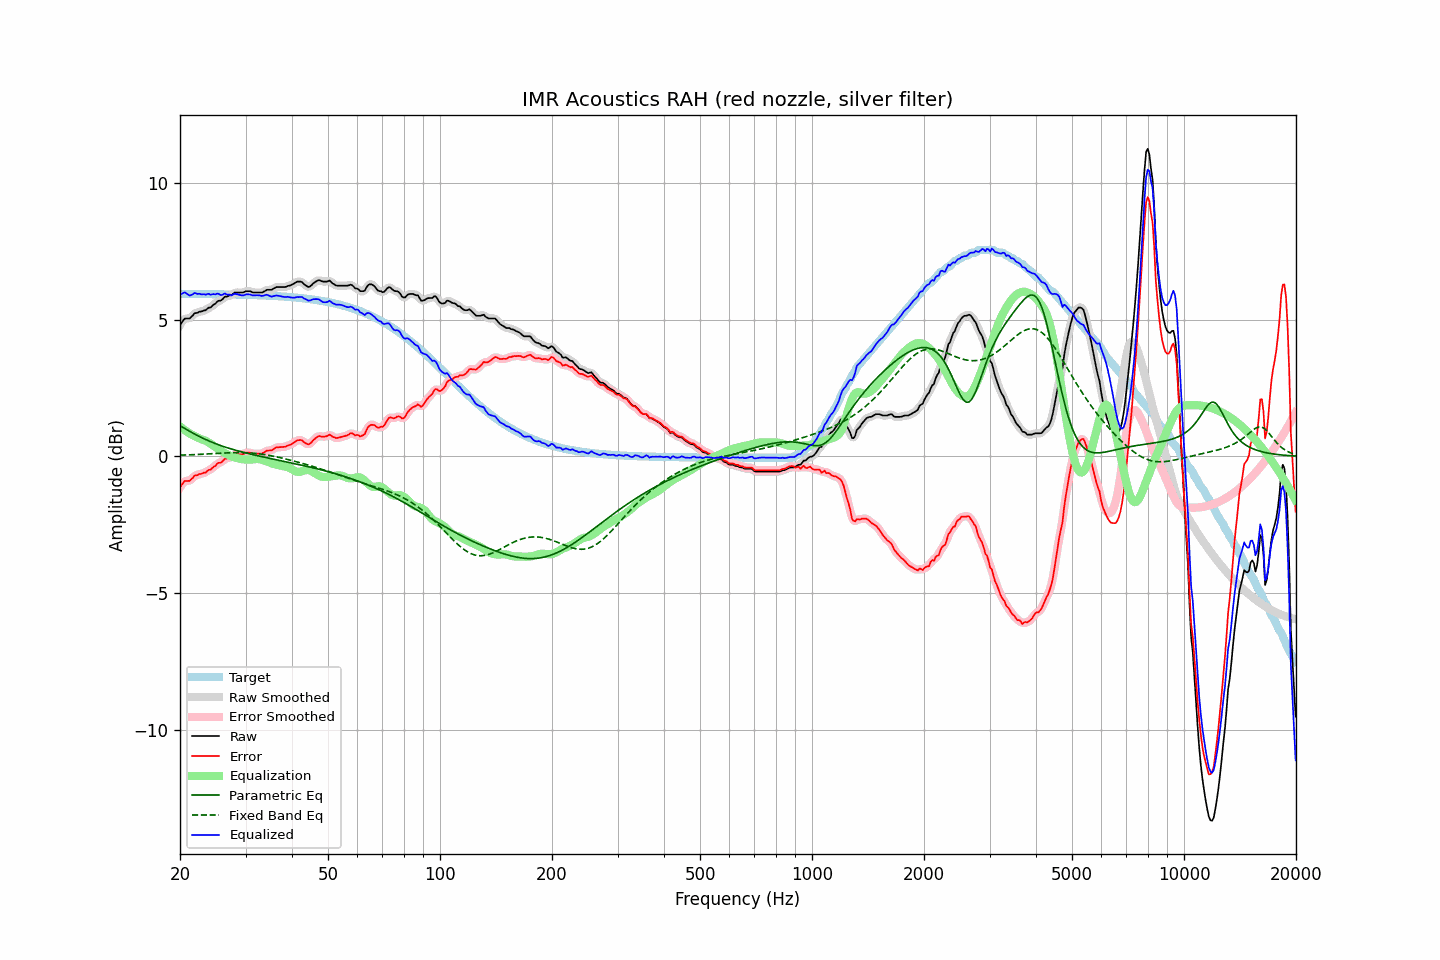 IMR Acoustics RAH (red nozzle, silver filter)
Amplitude (dBr)
10
5
0
−5
−10
Target
Raw Smoothed
Error Smoothed
Raw
Error
Equalization
Parametric Eq
Fixed Band Eq
Equalized
20 50 100 200 500 1000 2000 5000 10000 20000
Frequency (Hz)